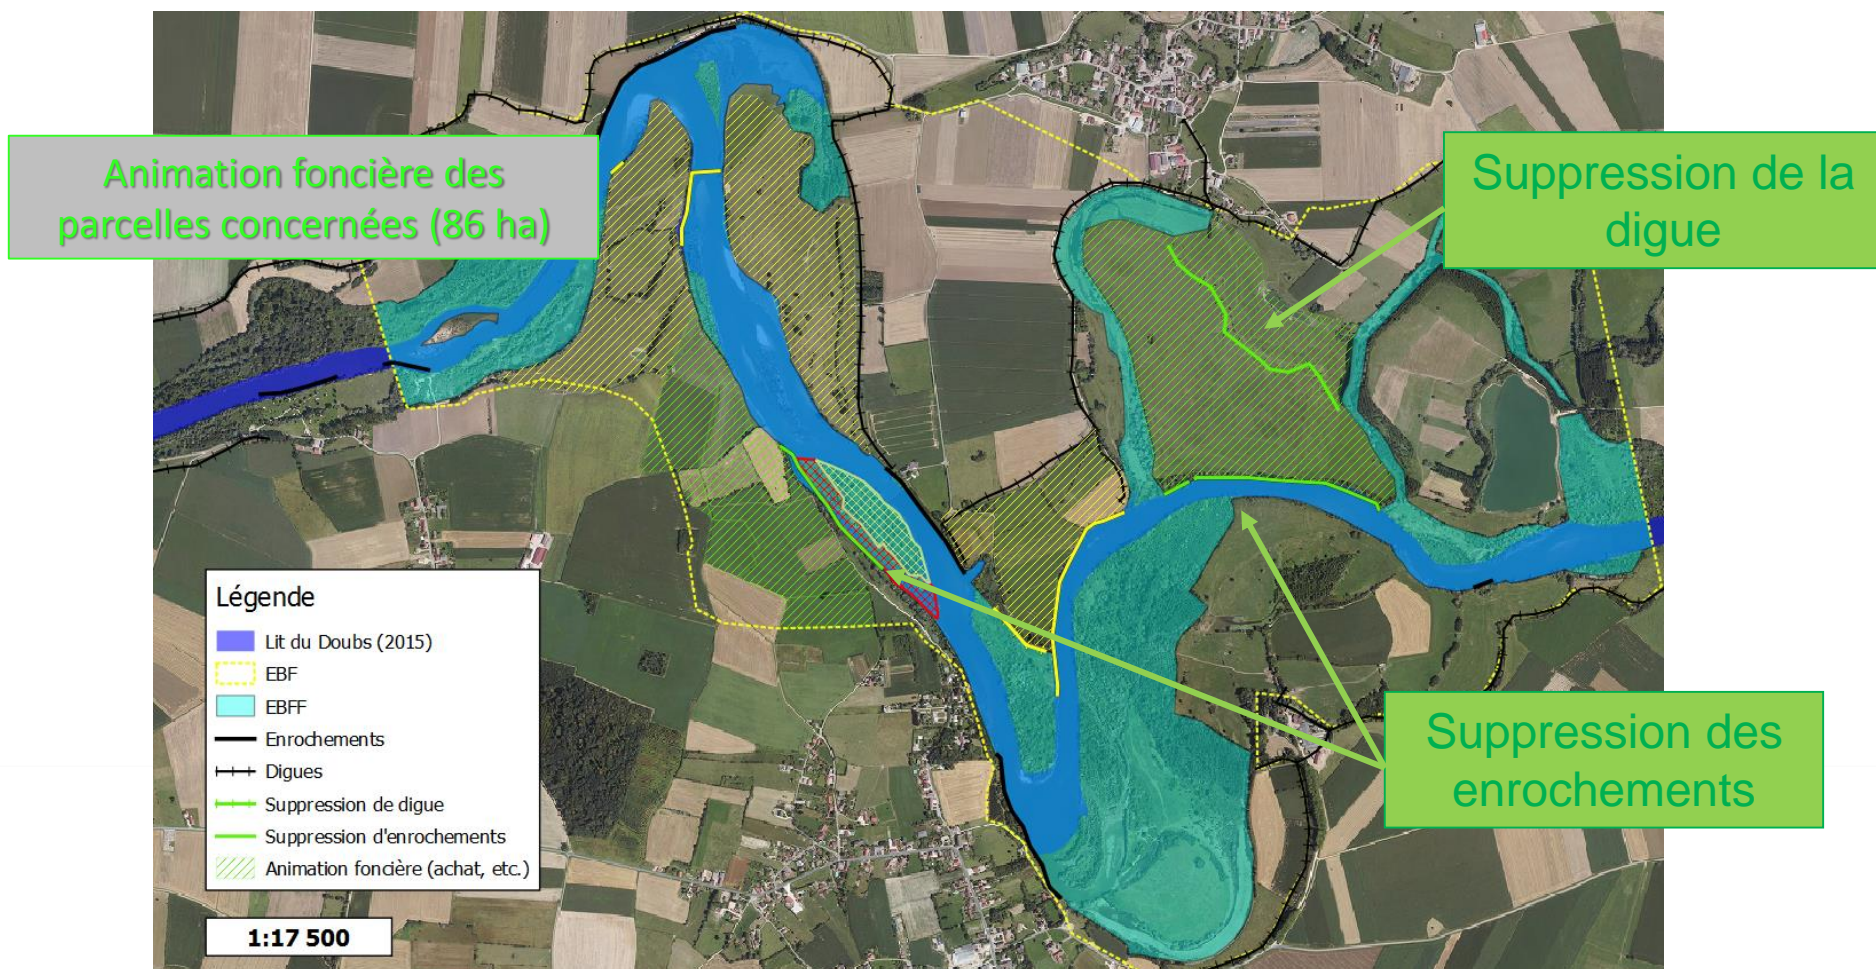 Animation foncière des
parcelles concernées (86 ha)
Suppression de la
digue
Suppression des
enrochements
Légende
Lit du Doubs (2015)
EBF
EBFF
Enrochements
Digues
Suppression de digue
Suppression d'enrochements
Animation foncière (achat, etc.)
1:17 500